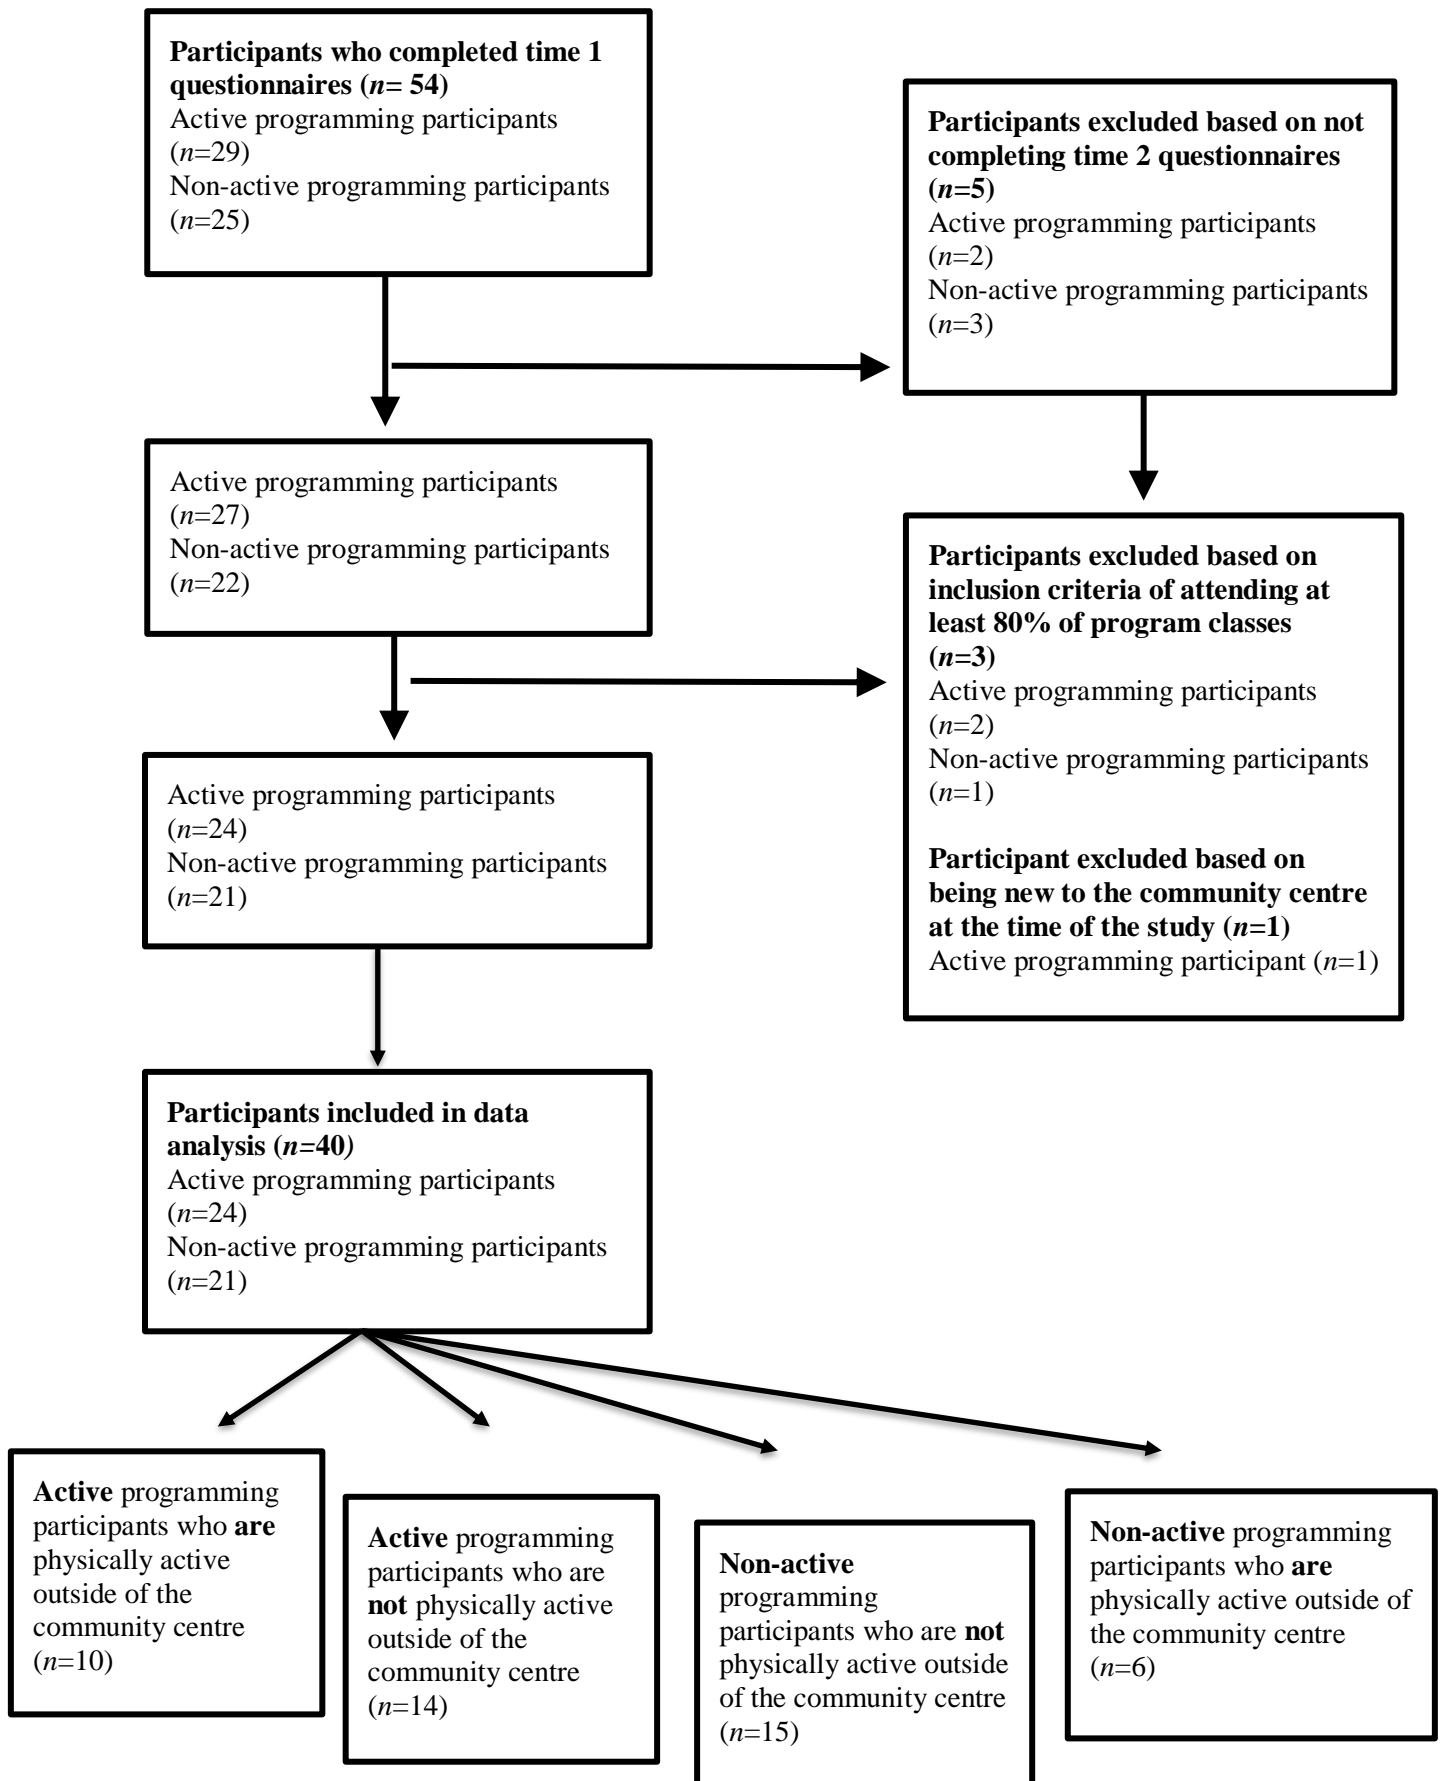 Participants who completed time 1
questionnaires (n= 54)
Active programming participants
(n=29)
Non-active programming participants
(n=25)
Participants excluded based on not
completing time 2 questionnaires
(n=5)
Active programming participants
(n=2)
Non-active programming participants
(n=3)
Active programming participants
(n=27)
Non-active programming participants
(n=22)
Participants excluded based on
inclusion criteria of attending at
least 80% of program classes
(n=3)
Active programming participants
(n=2)
Non-active programming participants
(n=1)
Participant excluded based on
being new to the community centre
at the time of the study (n=1)
Active programming participant (n=1)
Active programming participants
(n=24)
Non-active programming participants
(n=21)
Participants included in data
analysis (n=40)
Active programming participants
(n=24)
Non-active programming participants
(n=21)
Active programming
participants who are
physically active
outside of the
community centre
(n=10)
Active programming
participants who are
not physically active
outside of the
community centre
(n=14)
Non-active
programming
participants who are not
physically active outside
of the community centre
(n=15)
Non-active programming
participants who are
physically active outside of
the community centre
(n=6)